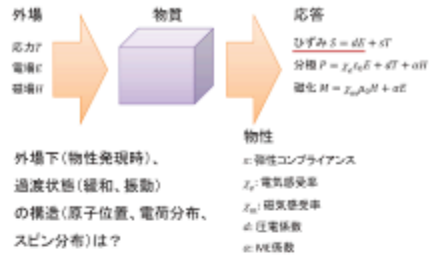 外場
物質
応答
応力T
電場E
磁場H
ひずみ S = dE + sT
分極 P = χₑε₀E + dT + αH
磁化 M = χₘμ₀H + αE
物性
s: 弾性コンプライアンス
χₑ: 電気感受率
χₘ: 磁気感受率
d: 圧電係数
α: ME係数
外場下(物性発現時)、
過渡状態(緩和、振動)
の構造(原子位置、電荷分布、
スピン分布)は？